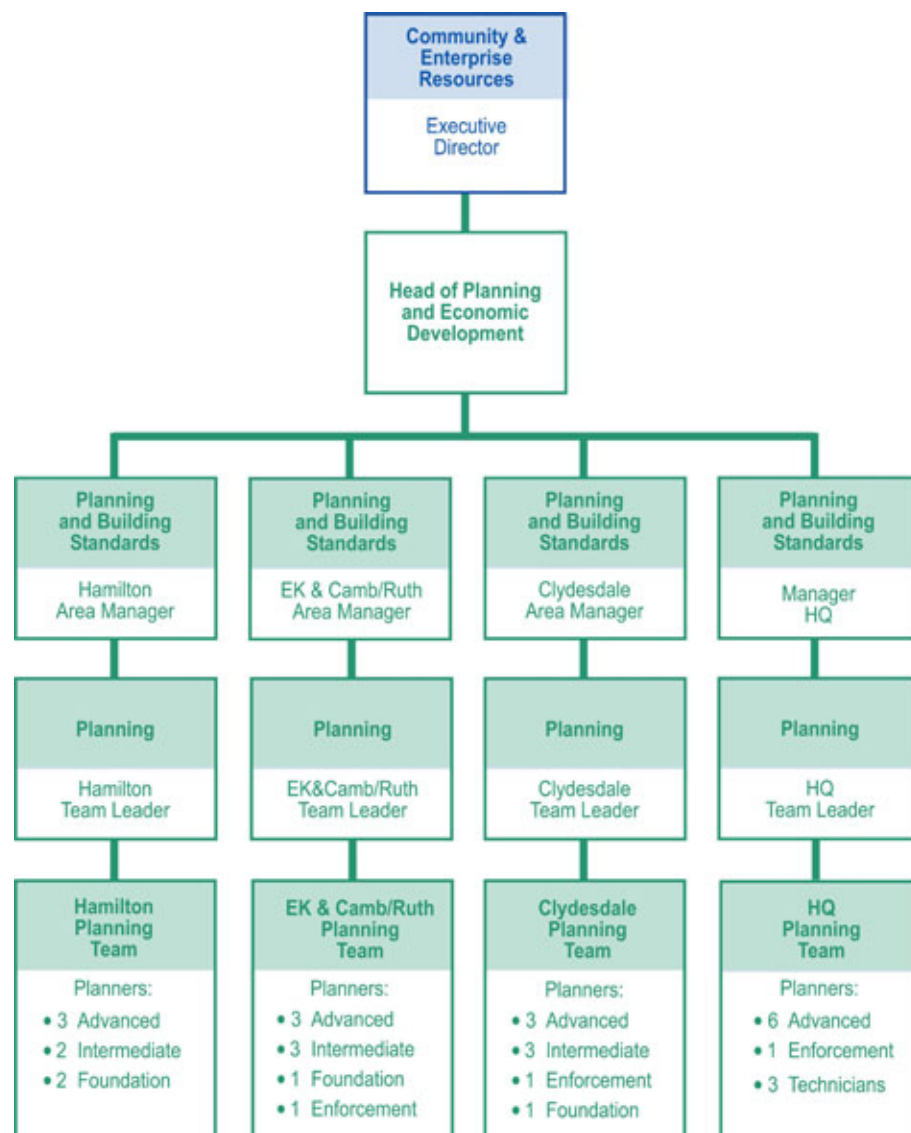 Community &
Enterprise
Resources
Executive
Director
Head of Planning
and Economic
Development
Planning
and Building
Standards
Hamilton
Area Manager
Planning
and Building
Standards
EK & Camb/Ruth
Area Manager
Planning
and Building
Standards
Clydesdale
Area Manager
Planning
and Building
Standards
Manager
HQ
Planning
Hamilton
Team Leader
Planning
EK&Camb/Ruth
Team Leader
Planning
Clydesdale
Team Leader
Planning
HQ
Team Leader
Hamilton
Planning
Team
Planners:
• 3 Advanced
• 2 Intermediate
• 2 Foundation
EK & Camb/Ruth
Planning
Team
Planners:
• 3 Advanced
• 3 Intermediate
• 1 Foundation
• 1 Enforcement
Clydesdale
Planning
Team
Planners:
• 3 Advanced
• 3 Intermediate
• 1 Enforcement
• 1 Foundation
HQ
Planning
Team
Planners:
• 6 Advanced
• 1 Enforcement
• 3 Technicians